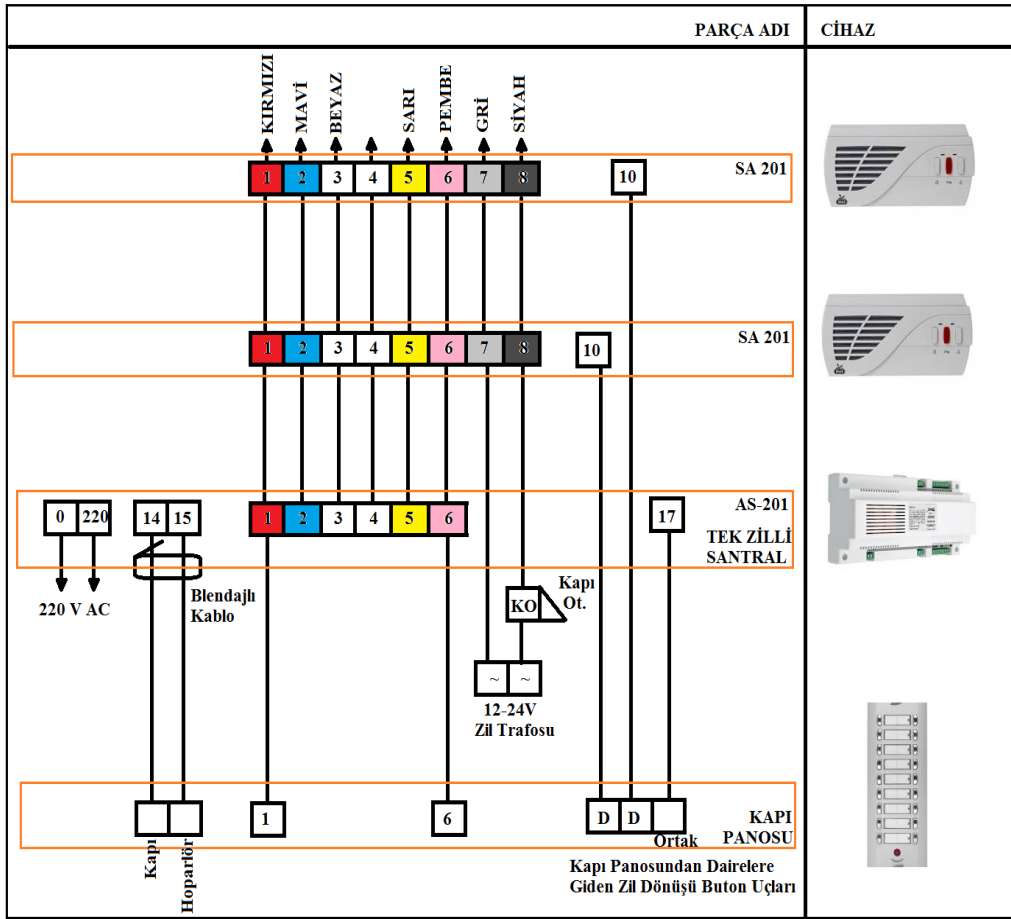 PARÇA ADI
CİHAZ
KIRMIZI
MAVİ
BEYAZ
SARI
PEMBE
GRİ
SİYAH
1 2 3 4 5 6 7 8
10
SA 201
1 2 3 4 5 6 7 8
10
SA 201
0 220
14 15
1 2 3 4 5 6
17
AS-201
TEK ZİLLİ
SANTRAL
220 V AC
Blendajlı
Kablo
KO
Kapı
Ot.
~ ~
12-24V
Zil Trafosu
1
6
D D
Ortak
KAPI
PANOSU
Kapı
Hoparlör
Kapı Panosundan Dairelere
Giden Zil Dönüşü Buton Uçları